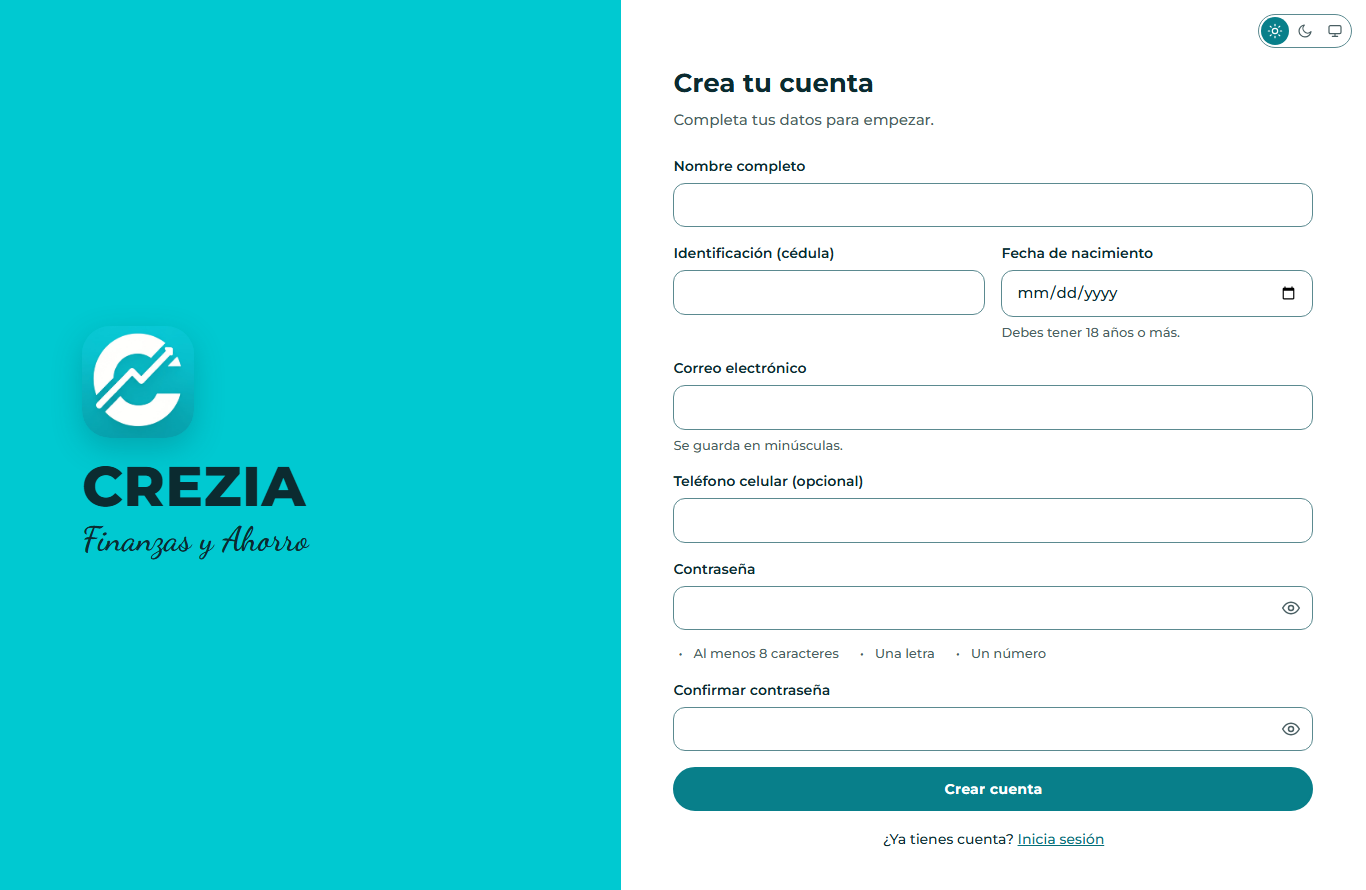 Crea tu cuenta
Completa tus datos para empezar.
Nombre completo
Identificación (cédula)
Fecha de nacimiento
mm/dd/yyyy
Debes tener 18 años o más.
Correo electrónico
Se guarda en minúsculas.
Teléfono celular (opcional)
Contraseña
• Al menos 8 caracteres • Una letra • Un número
Confirmar contraseña
Crear cuenta
¿Ya tienes cuenta? Inicia sesión
CREZIA
Finanzas y Ahorro